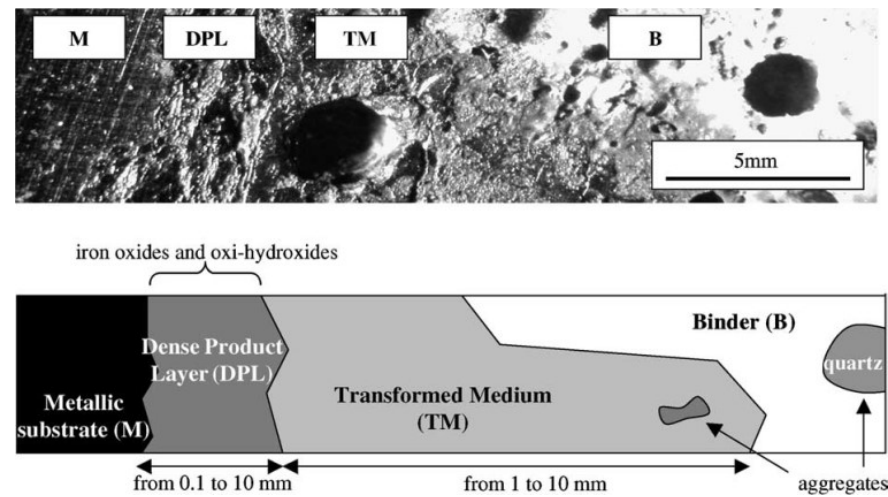 M DPL TM B
5mm
iron oxides and oxi-hydroxides
Binder (B)
Dense Product
Layer (DPL)
quartz
Metallic
substrate (M)
Transformed Medium
(TM)
from 0.1 to 10 mm
from 1 to 10 mm
aggregates